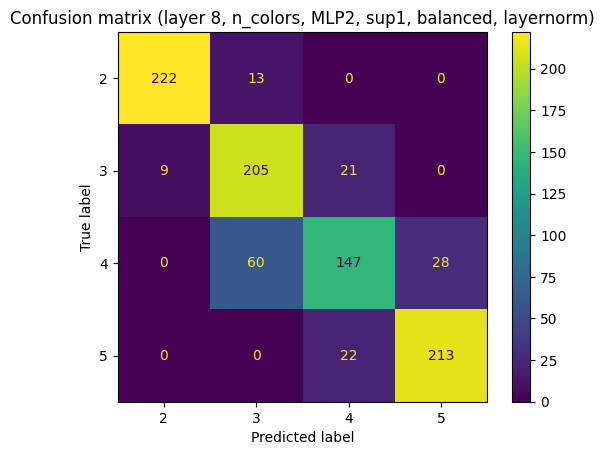 Confusion matrix (layer 8, n_colors, MLP2, sup1, balanced, layernorm)
2 222 13 0 0
3 9 205 21 0
4 0 60 147 28
5 0 0 22 213
2 3 4 5
Predicted label
True label
200
175
150
125
100
75
50
25
0